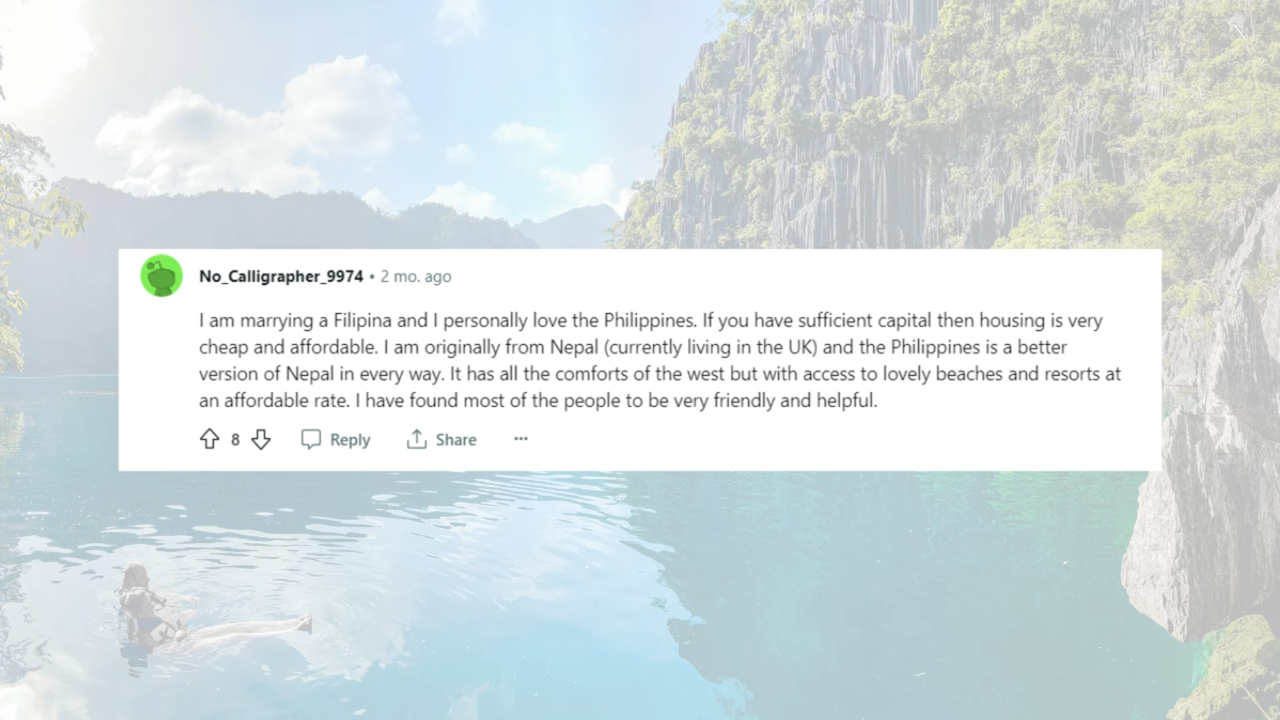 No_Calligrapher_9974 • 2 mo. ago
I am marrying a Filipina and I personally love the Philippines. If you have sufficient capital then housing is very
cheap and affordable. I am originally from Nepal (currently living in the UK) and the Philippines is a better
version of Nepal in every way. It has all the comforts of the west but with access to lovely beaches and resorts at
an affordable rate. I have found most of the people to be very friendly and helpful.
8 Reply Share ...